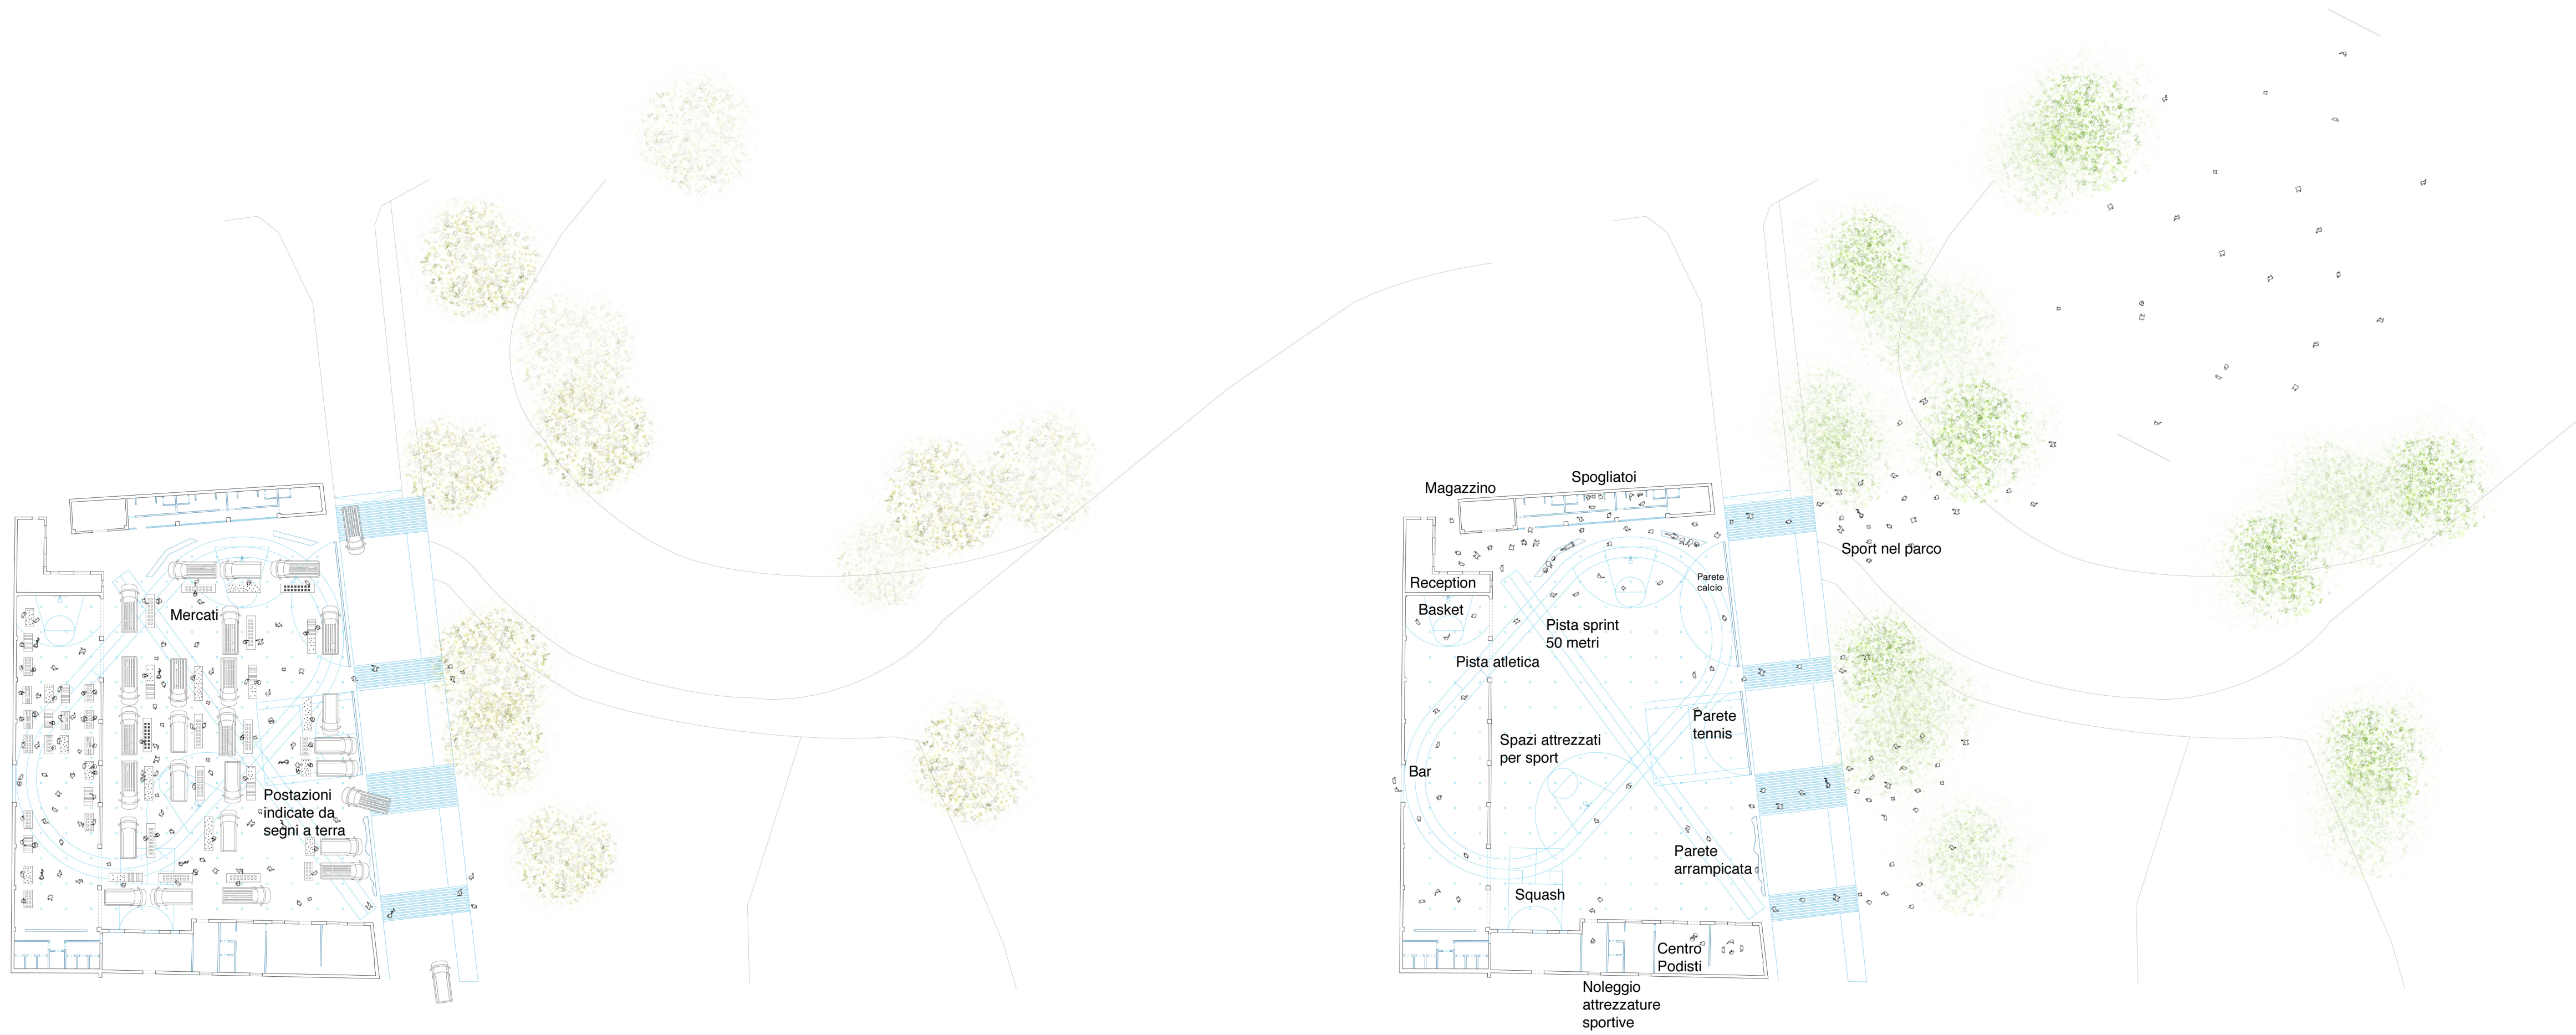 Mercati
Postazioni
indicate da
segni a terra
Magazzino
Spogliatoi
Sport nel parco
Reception
Parete
calcio
Basket
Pista sprint
50 metri
Pista atletica
Parete
tennis
Spazi attrezzati
per sport
Bar
Parete
arrampicata
Squash
Centro
Podisti
Noleggio
attrezzature
sportive